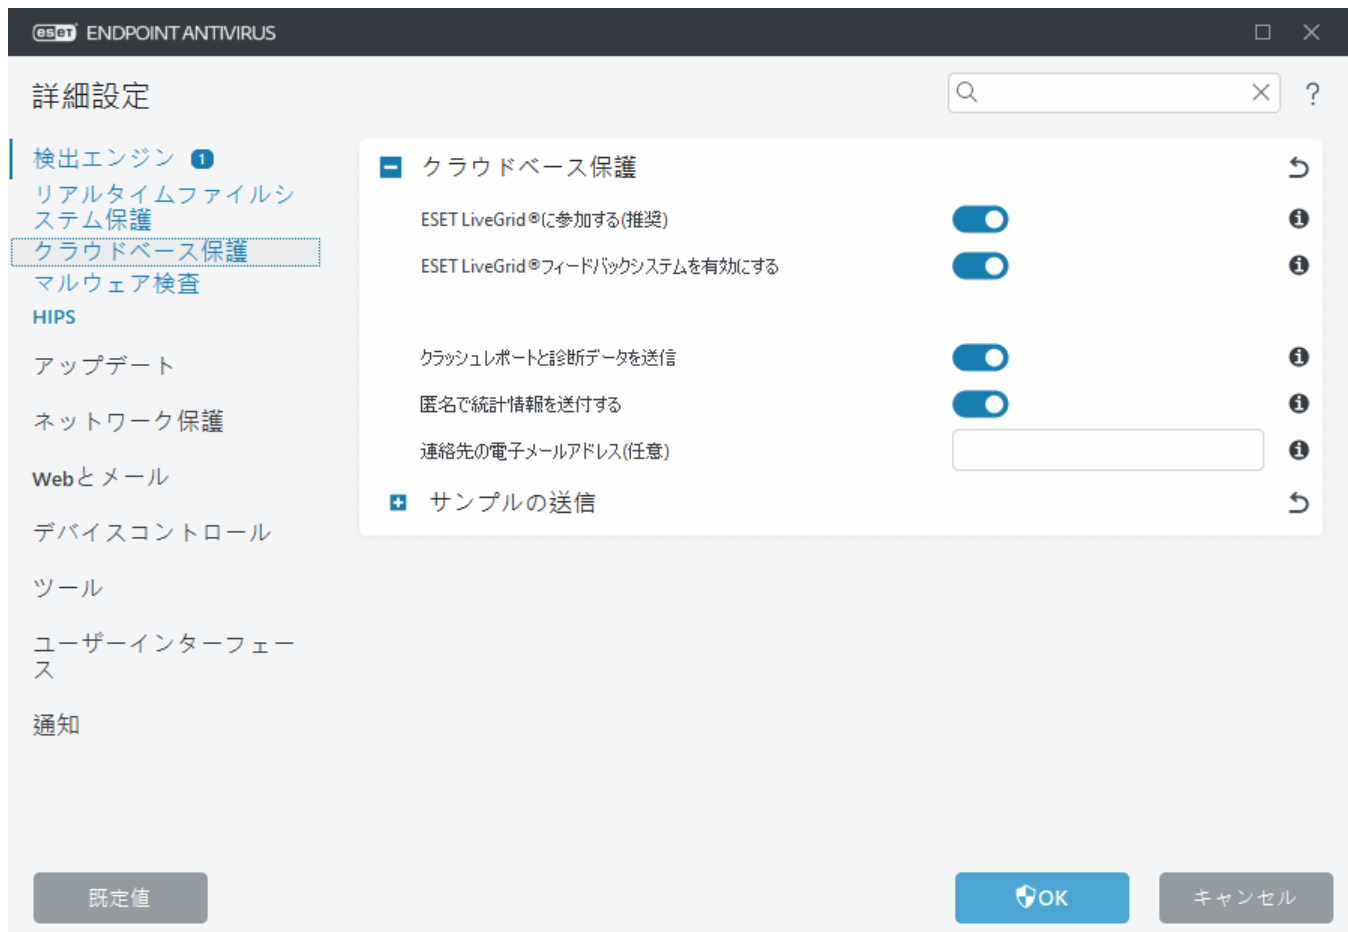 eseT ENDPOINT ANTIVIRUS
詳細設定
?
検出エンジン 1
リアルタイムファイルシ
ステム保護
クラウドベース保護
マルウェア検査
HIPS
アップデート
ネットワーク保護
Webとメール
デバイスコントロール
ツール
ユーザーインターフェー
ス
通知
クラウドベース保護
ESET LiveGrid®に参加する(推奨)
ESET LiveGrid®フィードバックシステムを有効にする
クラッシュレポートと診断データを送信
匿名で統計情報を送付する
連絡先の電子メールアドレス(任意)
サンプルの送信
既定値
OK
キャンセル